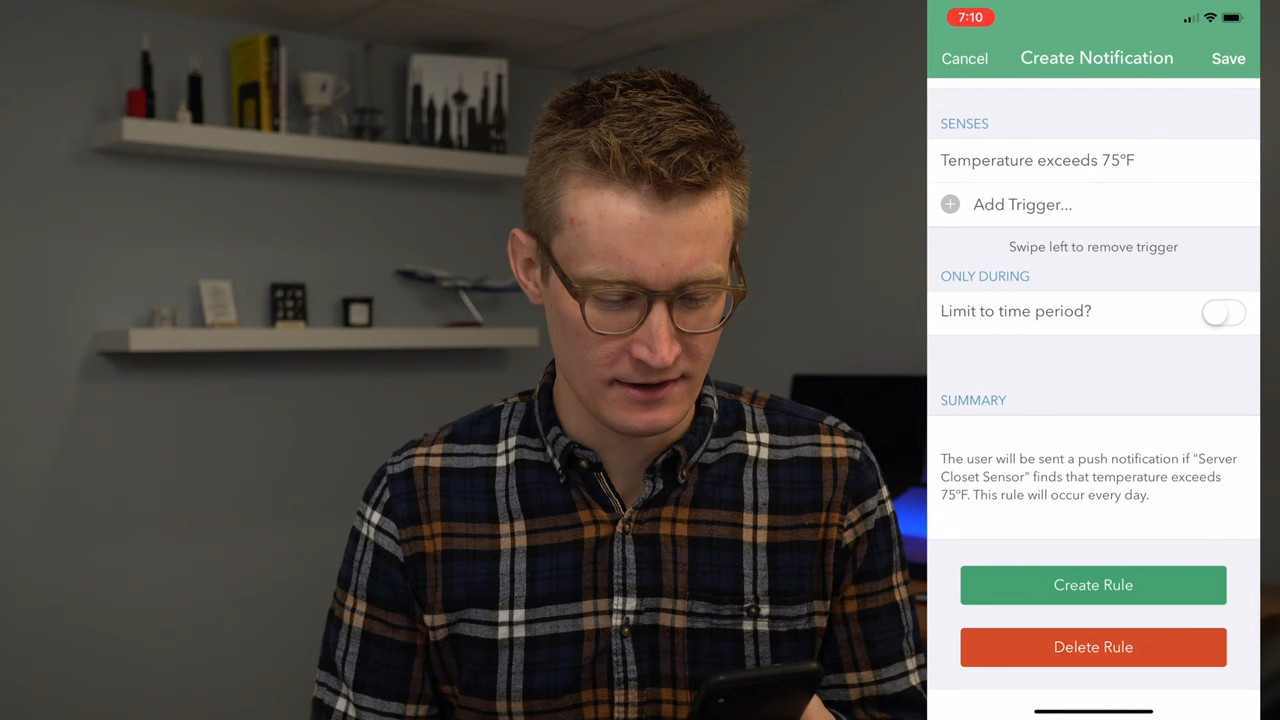 7:10
Cancel
Create Notification
Save
SENSES
Temperature exceeds 75°F
Add Trigger...
Swipe left to remove trigger
ONLY DURING
Limit to time period?
SUMMARY
The user will be sent a push notification if "Server
Closet Sensor" finds that temperature exceeds
75°F. This rule will occur every day.
Create Rule
Delete Rule